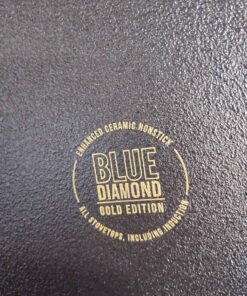 ENHANCED CERAMIC NONSTICK
BLUE
DIAMOND
GOLD EDITION
ALL STOVETOPS, INCLUDING INDUCTION